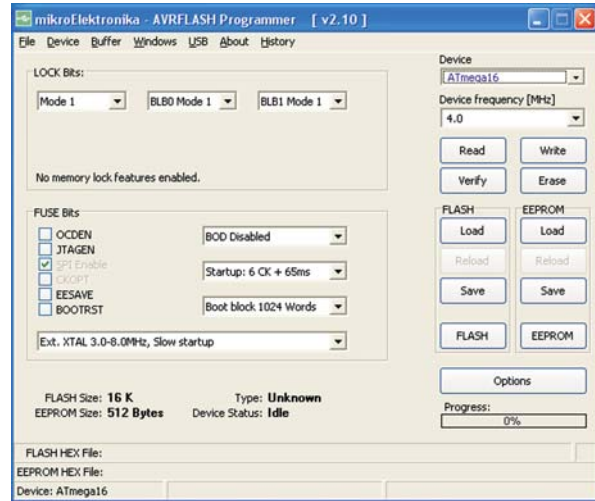 mikroElektronika - AVRFLASH Programmer [ v2.10 ]
File Device Buffer Windows USB About History
LOCK Bits:
Mode 1 BLB0 Mode 1 BLB1 Mode 1
No memory lock features enabled.
FUSE Bits
OCDEN
JTAGEN
SPI Enable
CKOPT
EESAVE
BOOTRST
BOD Disabled
Startup: 6 CK + 65ms
Boot block 1024 Words
Ext. XTAL 3.0-8.0MHz, Slow startup
FLASH Size: 16 K Type: Unknown
EEPROM Size: 512 Bytes Device Status: Idle
Device
ATmega16
Device frequency [MHz]
4.0
Read Write
Verify Erase
FLASH EEPROM
Load Load
Reload Reload
Save Save
FLASH EEPROM
Options
Progress:
0%
FLASH HEX File:
EEPROM HEX File:
Device: ATmega16